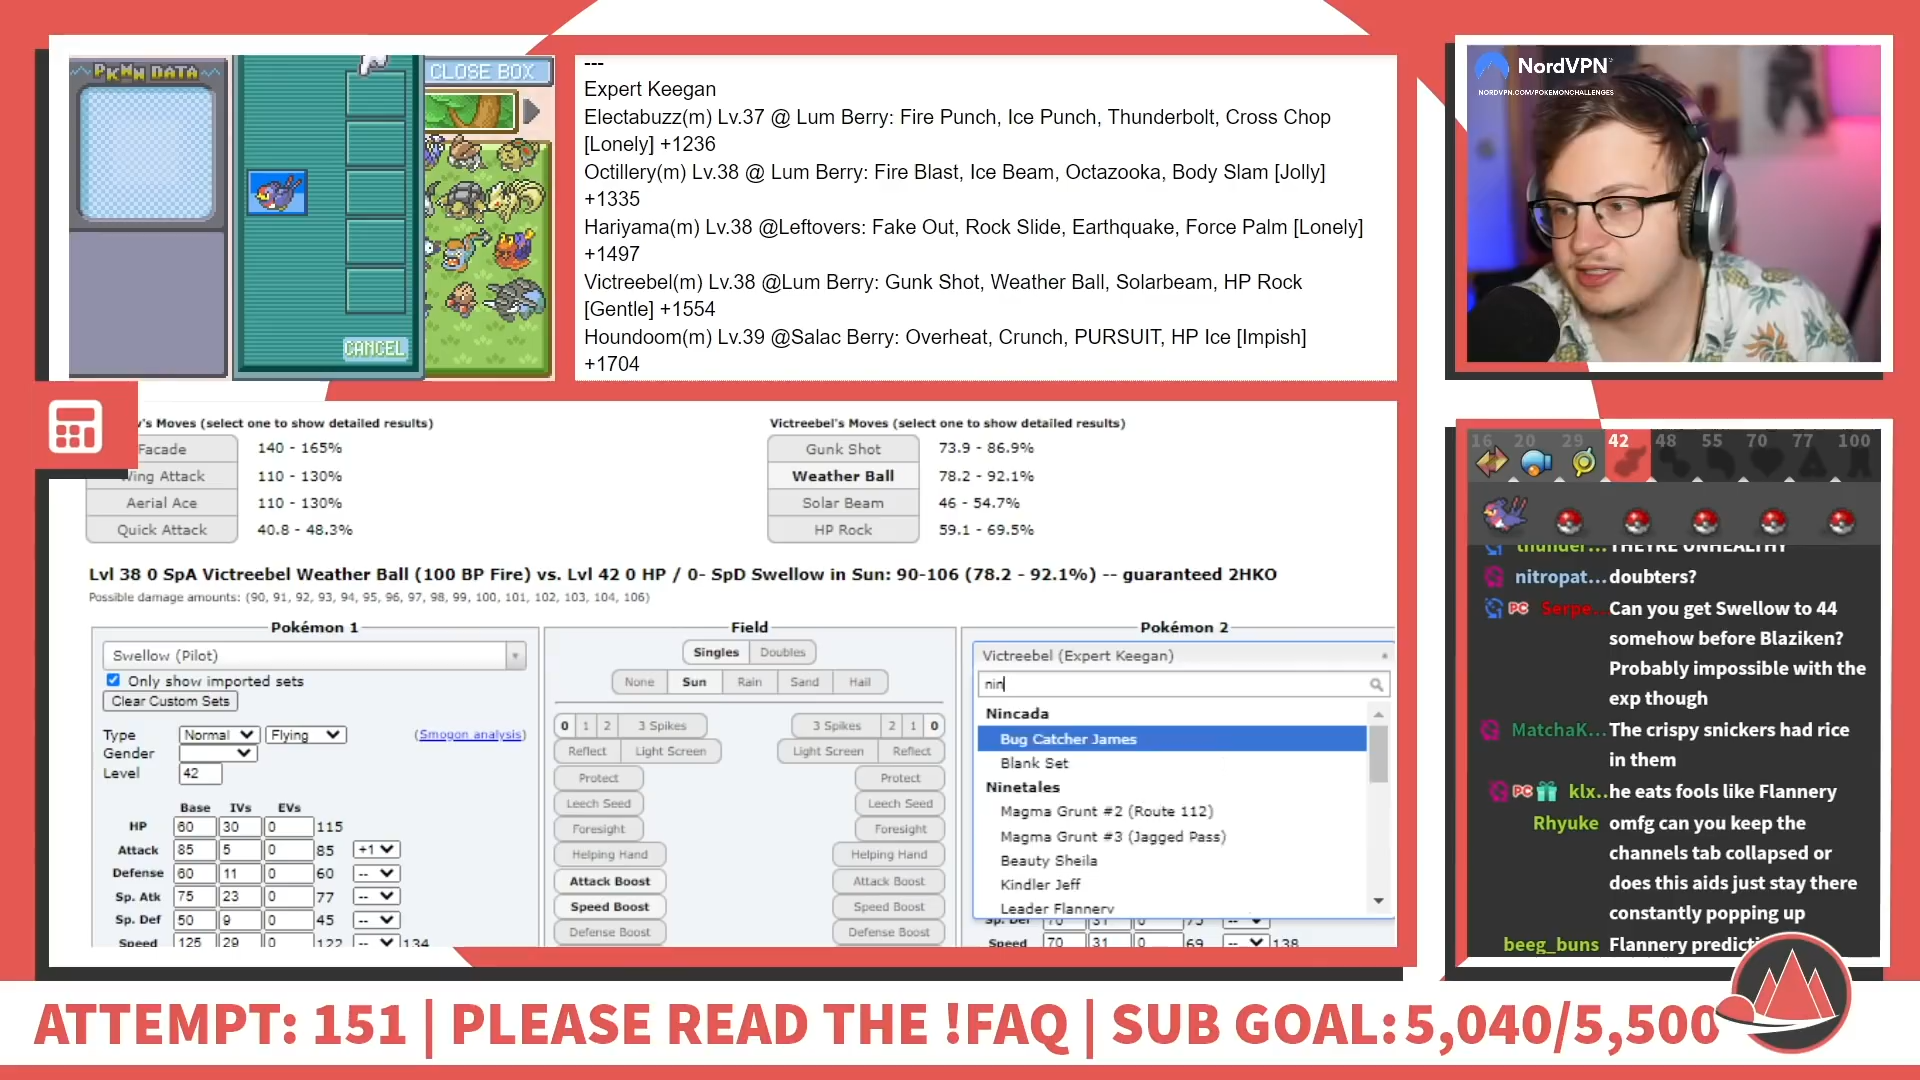 PKMN DATA
CLOSE BOX
CANCEL
---
Expert Keegan
Electabuzz(m) Lv.37 @ Lum Berry: Fire Punch, Ice Punch, Thunderbolt, Cross Chop
[Lonely] +1236
Octillery(m) Lv.38 @ Lum Berry: Fire Blast, Ice Beam, Octazooka, Body Slam [Jolly]
+1335
Hariyama(m) Lv.38 @Leftovers: Fake Out, Rock Slide, Earthquake, Force Palm [Lonely]
+1497
Victreebel(m) Lv.38 @Lum Berry: Gunk Shot, Weather Ball, Solarbeam, HP Rock
[Gentle] +1554
Houndoom(m) Lv.39 @Salac Berry: Overheat, Crunch, PURSUIT, HP Ice [Impish]
+1704
NordVPN
NORDVPN.COM/POKEMONCHALLENGES
's Moves (select one to show detailed results)
Facade 140 - 165%
Wing Attack 110 - 130%
Aerial Ace 110 - 130%
Quick Attack 40.8 - 48.3%
Victreebel's Moves (select one to show detailed results)
Gunk Shot 73.9 - 86.9%
Weather Ball 78.2 - 92.1%
Solar Beam 46 - 54.7%
HP Rock 59.1 - 69.5%
Lvl 38 0 SpA Victreebel Weather Ball (100 BP Fire) vs. Lvl 42 0 HP / 0- SpD Swellow in Sun: 90-106 (78.2 - 92.1%) -- guaranteed 2HKO
Possible damage amounts: (90, 91, 92, 93, 94, 95, 96, 97, 98, 99, 100, 101, 102, 103, 104, 106)
Pokémon 1
Swellow (Pilot)
Only show imported sets
Clear Custom Sets
Type Normal Flying (Smogon analysis)
Gender
Level 42
Base IVs EVs
HP 60 30 0 115
Attack 85 5 0 85 +1
Defense 60 11 0 60 --
Sp. Atk 75 23 0 77 --
Sp. Def 50 9 0 45 --
Speed 125 29 0 122 -- 134
Field
Singles Doubles
None Sun Rain Sand Hail
0 1 2 3 Spikes 3 Spikes 2 1 0
Reflect Light Screen Light Screen Reflect
Protect Protect
Leech Seed Leech Seed
Foresight Foresight
Helping Hand Helping Hand
Attack Boost Attack Boost
Speed Boost Speed Boost
Defense Boost Defense Boost
Pokémon 2
Victreebel (Expert Keegan)
nin
Nincada
Bug Catcher James
Blank Set
Ninetales
Magma Grunt #2 (Route 112)
Magma Grunt #3 (Jagged Pass)
Beauty Sheila
Kindler Jeff
Leader Flannery
Sp. Def 70 31 0 75 --
Speed 70 31 0 69 -- 138
16 20 29 42 48 55 70 77 100
thunder... THEYRE UNHEALTHY
nitropat... doubters?
PC Serpe... Can you get Swellow to 44
somehow before Blaziken?
Probably impossible with the
exp though
MatchaK... The crispy snickers had rice
in them
PC klx.. he eats fools like Flannery
Rhyuke omfg can you keep the
channels tab collapsed or
does this aids just stay there
constantly popping up
beeg_buns Flannery predicti
ATTEMPT: 151 | PLEASE READ THE !FAQ | SUB GOAL: 5,040/5,500